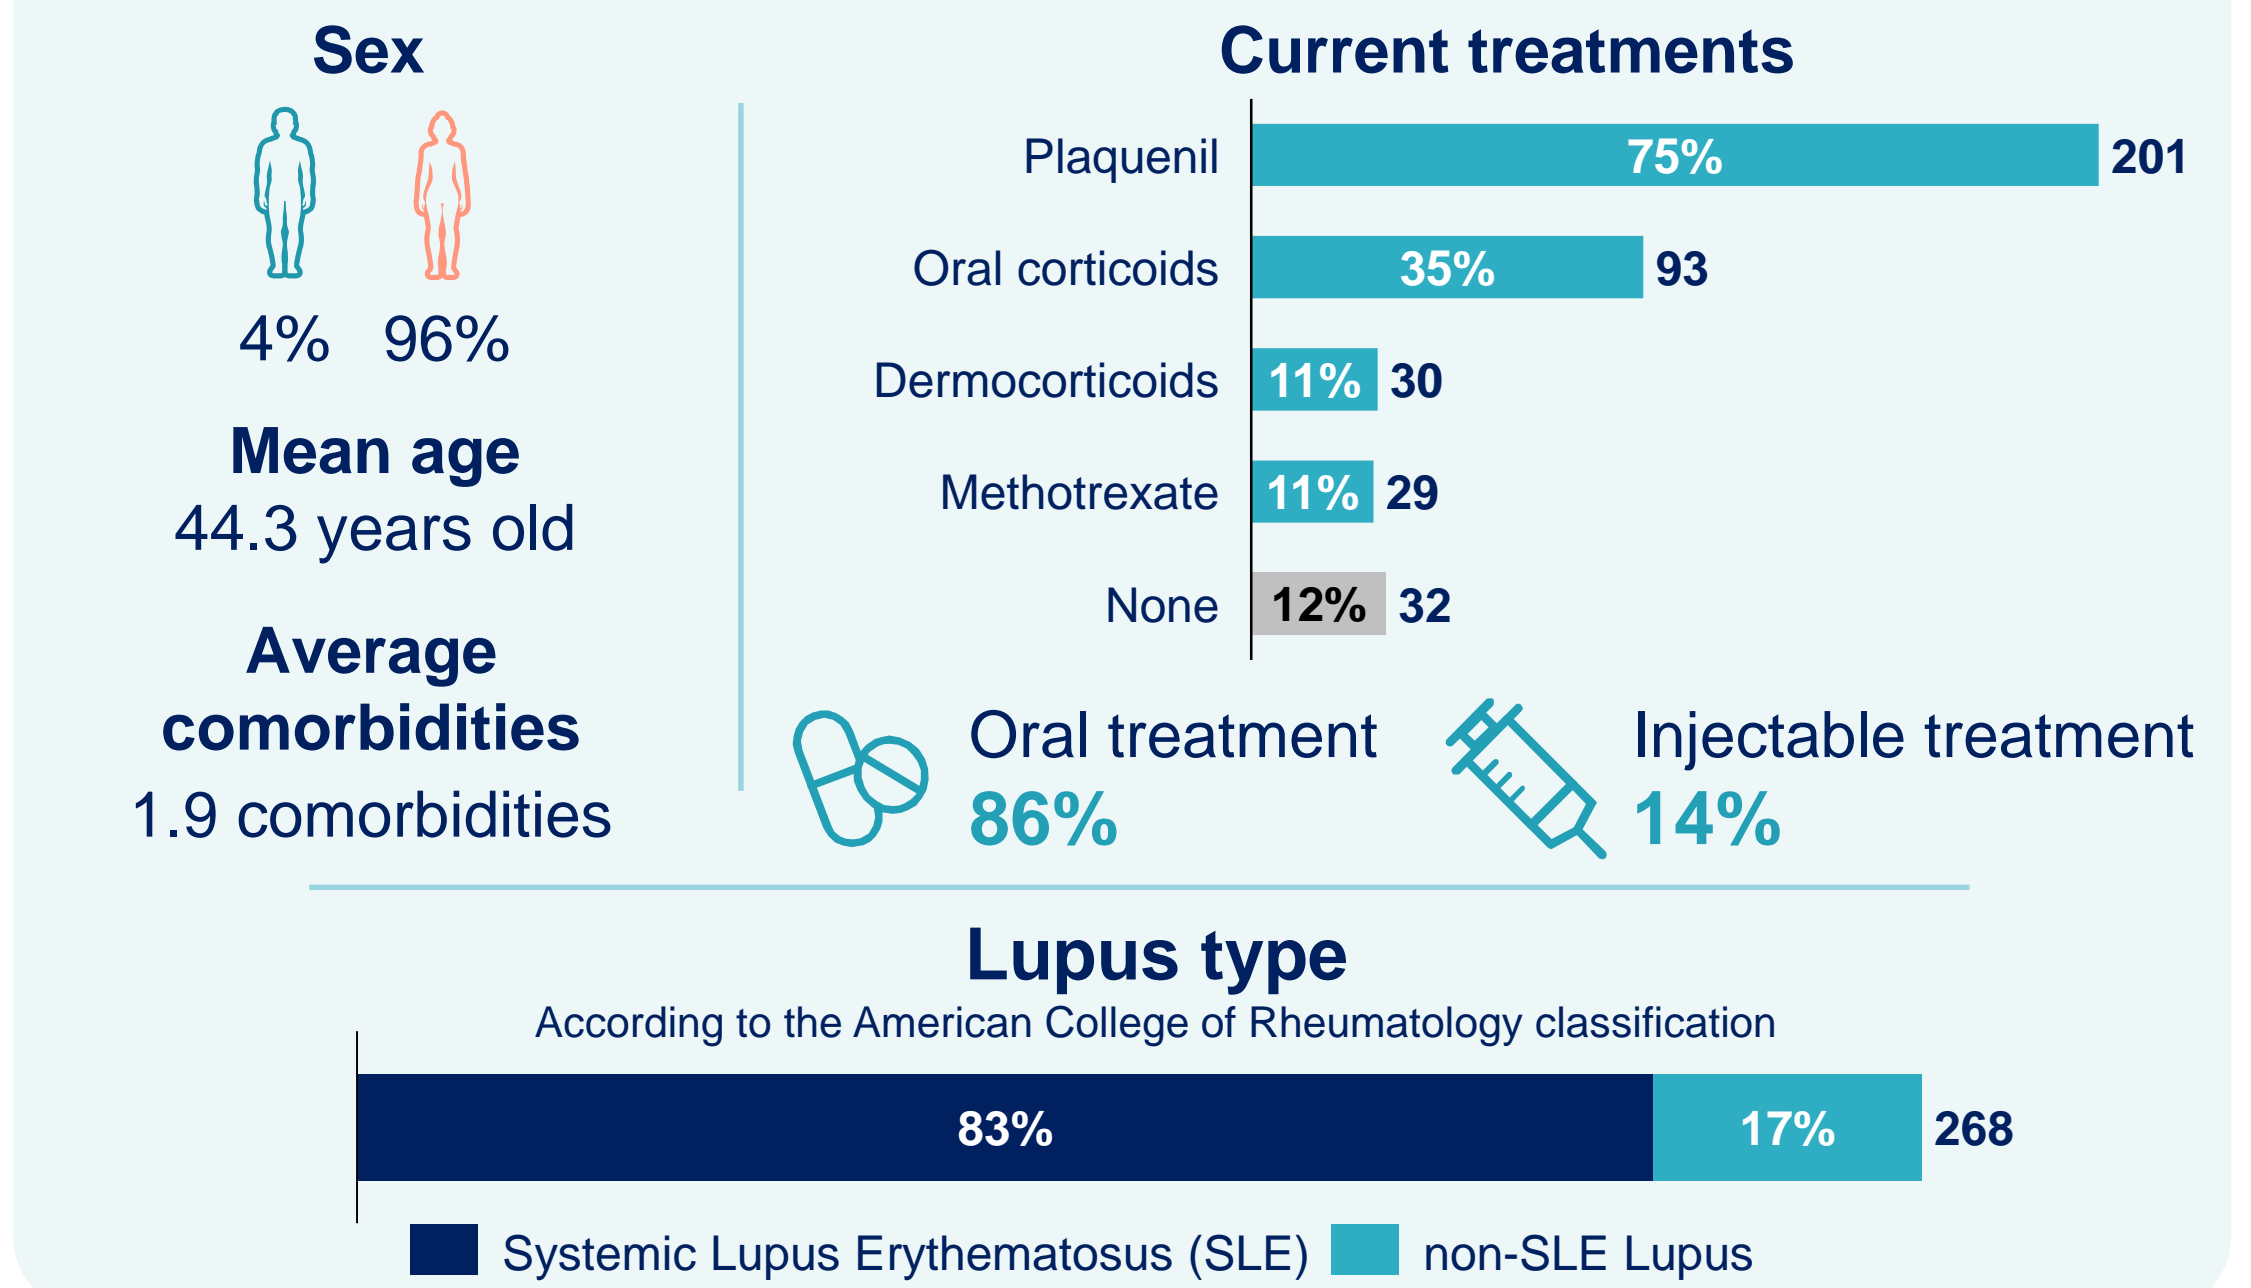 Sex
4% 96%
Mean age
44.3 years old
Average
comorbidities
1.9 comorbidities
Current treatments
Plaquenil 75% 201
Oral corticoids 35% 93
Dermocorticoids 11% 30
Methotrexate 11% 29
None 12% 32
Oral treatment
86%
Injectable treatment
14%
Lupus type
According to the American College of Rheumatology classification
83% 17% 268
Systemic Lupus Erythematosus (SLE) non-SLE Lupus